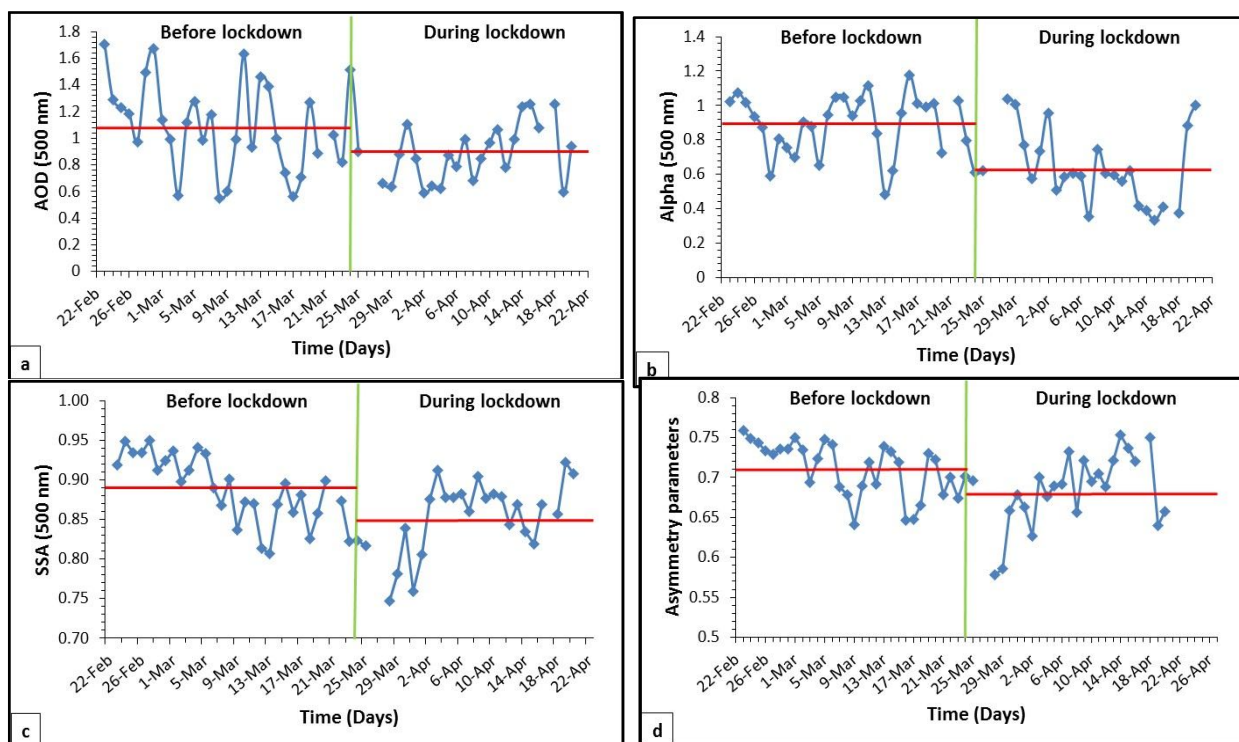 Before lockdown During lockdown
AOD (500 nm)
1.8
1.6
1.4
1.2
1
0.8
0.6
0.4
0.2
0
22-Feb 26-Feb 1-Mar 5-Mar 9-Mar 13-Mar 17-Mar 21-Mar 25-Mar 29-Mar 2-Apr 6-Apr 10-Apr 14-Apr 18-Apr 22-Apr
Time (Days)
a
Before lockdown During lockdown
Alpha (500 nm)
1.4
1.2
1
0.8
0.6
0.4
0.2
0
22-Feb 26-Feb 1-Mar 5-Mar 9-Mar 13-Mar 17-Mar 21-Mar 25-Mar 29-Mar 2-Apr 6-Apr 10-Apr 14-Apr 18-Apr 22-Apr
Time (Days)
b
Before lockdown During lockdown
SSA (500 nm)
1.00
0.95
0.90
0.85
0.80
0.75
0.70
22-Feb 26-Feb 1-Mar 5-Mar 9-Mar 13-Mar 17-Mar 21-Mar 25-Mar 29-Mar 2-Apr 6-Apr 10-Apr 14-Apr 18-Apr 22-Apr
Time (Days)
c
Before lockdown During lockdown
Asymmetry parameters
0.8
0.75
0.7
0.65
0.6
0.55
0.5
22-Feb 26-Feb 1-Mar 5-Mar 9-Mar 13-Mar 17-Mar 21-Mar 25-Mar 29-Mar 2-Apr 6-Apr 10-Apr 14-Apr 18-Apr 22-Apr 26-Apr
Time (Days)
d